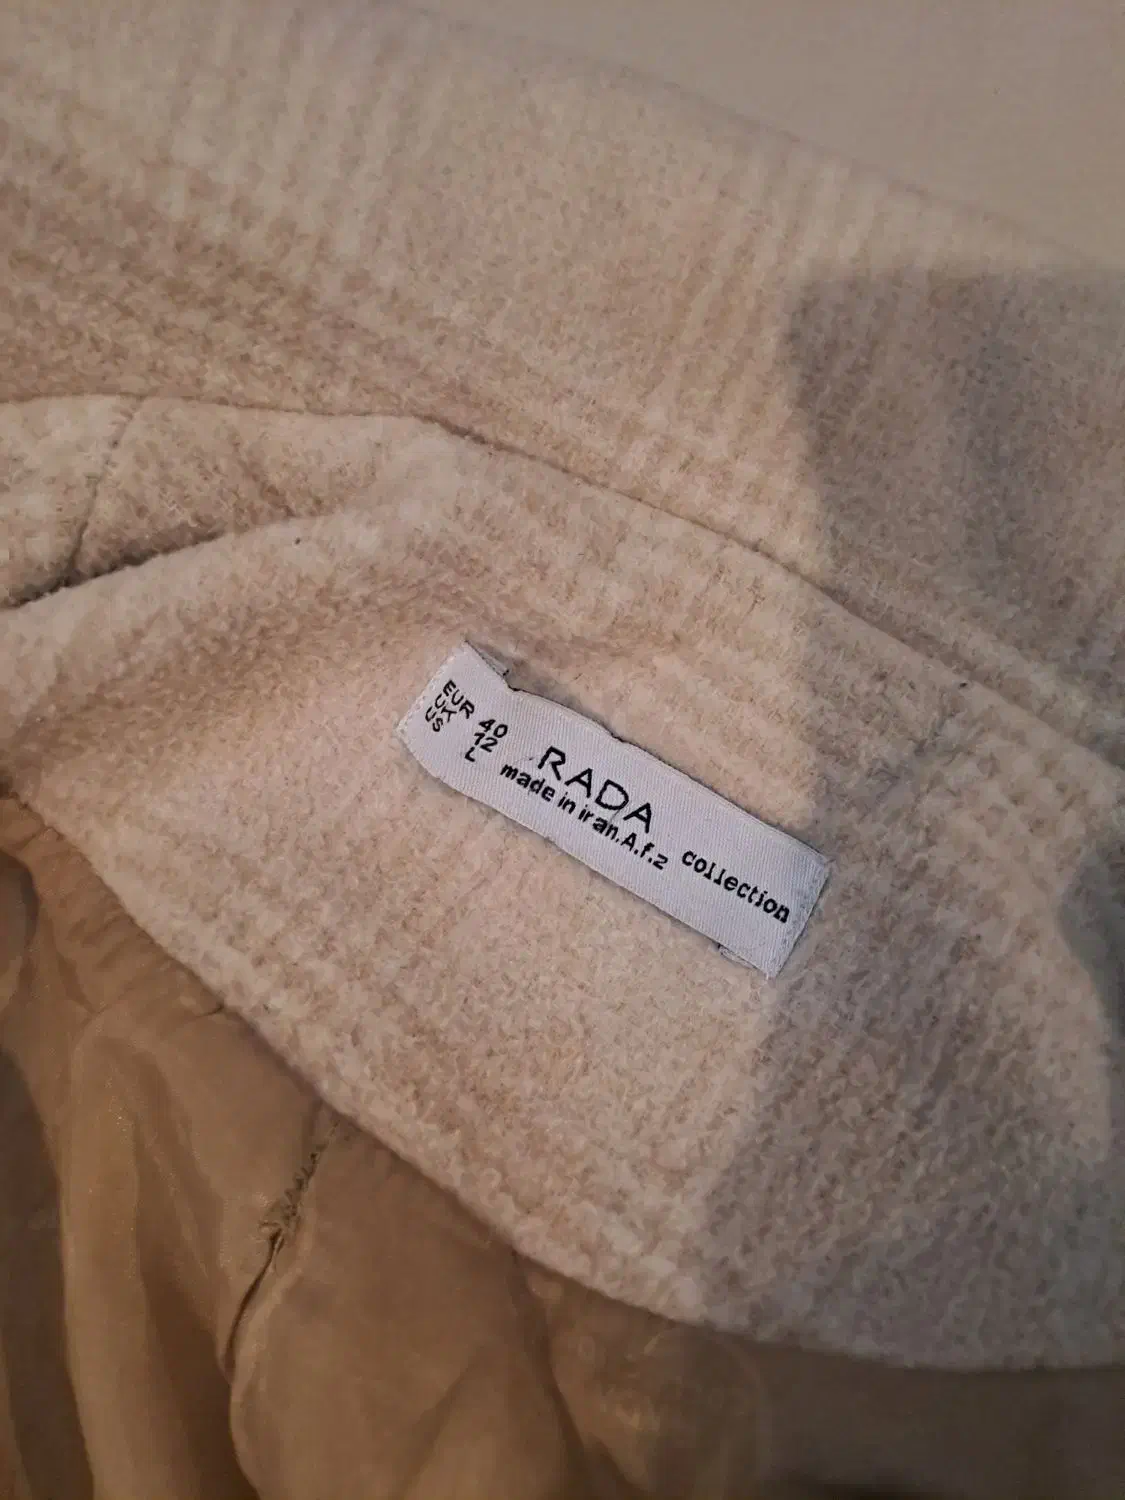 EUR 40
UK 12
US L
RADA
made in iran.A.f.z
collection